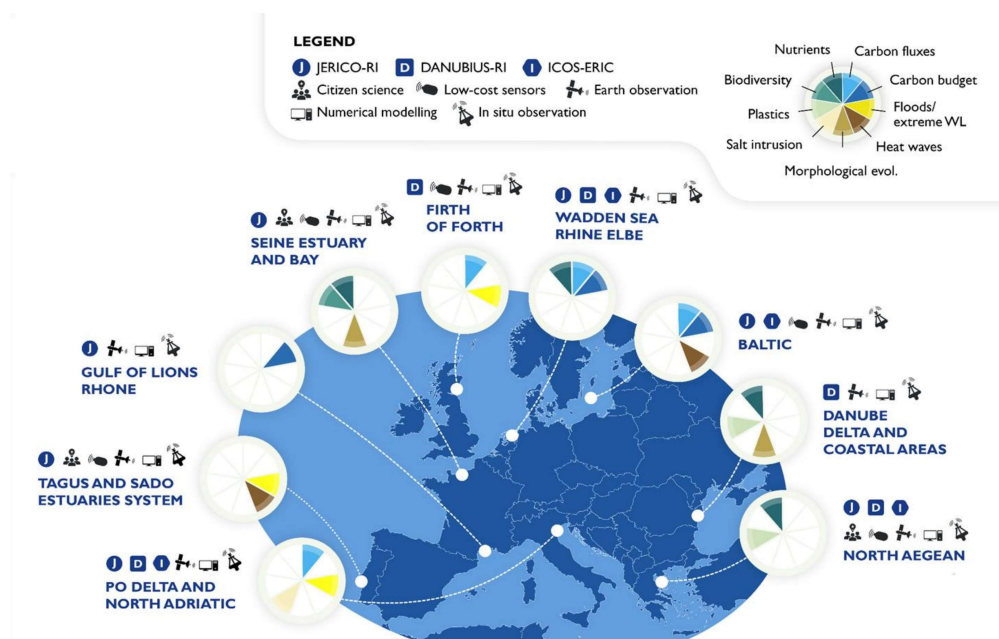 LEGEND
J JERICO-RI D DANUBIUS-RI I ICOS-ERIC
Citizen science Low-cost sensors Earth observation
Numerical modelling In situ observation
Nutrients Carbon fluxes
Biodiversity Carbon budget
Plastics Floods/
extreme WL
Salt intrusion Heat waves
Morphological evol.
D
FIRTH
OF FORTH
J D I
WADDEN SEA
RHINE ELBE
J
SEINE ESTUARY
AND BAY
J I
BALTIC
J
GULF OF LIONS
RHONE
D
DANUBE
DELTA AND
COASTAL AREAS
J
TAGUS AND SADO
ESTUARIES SYSTEM
J D I
NORTH AEGEAN
J D I
PO DELTA AND
NORTH ADRIATIC